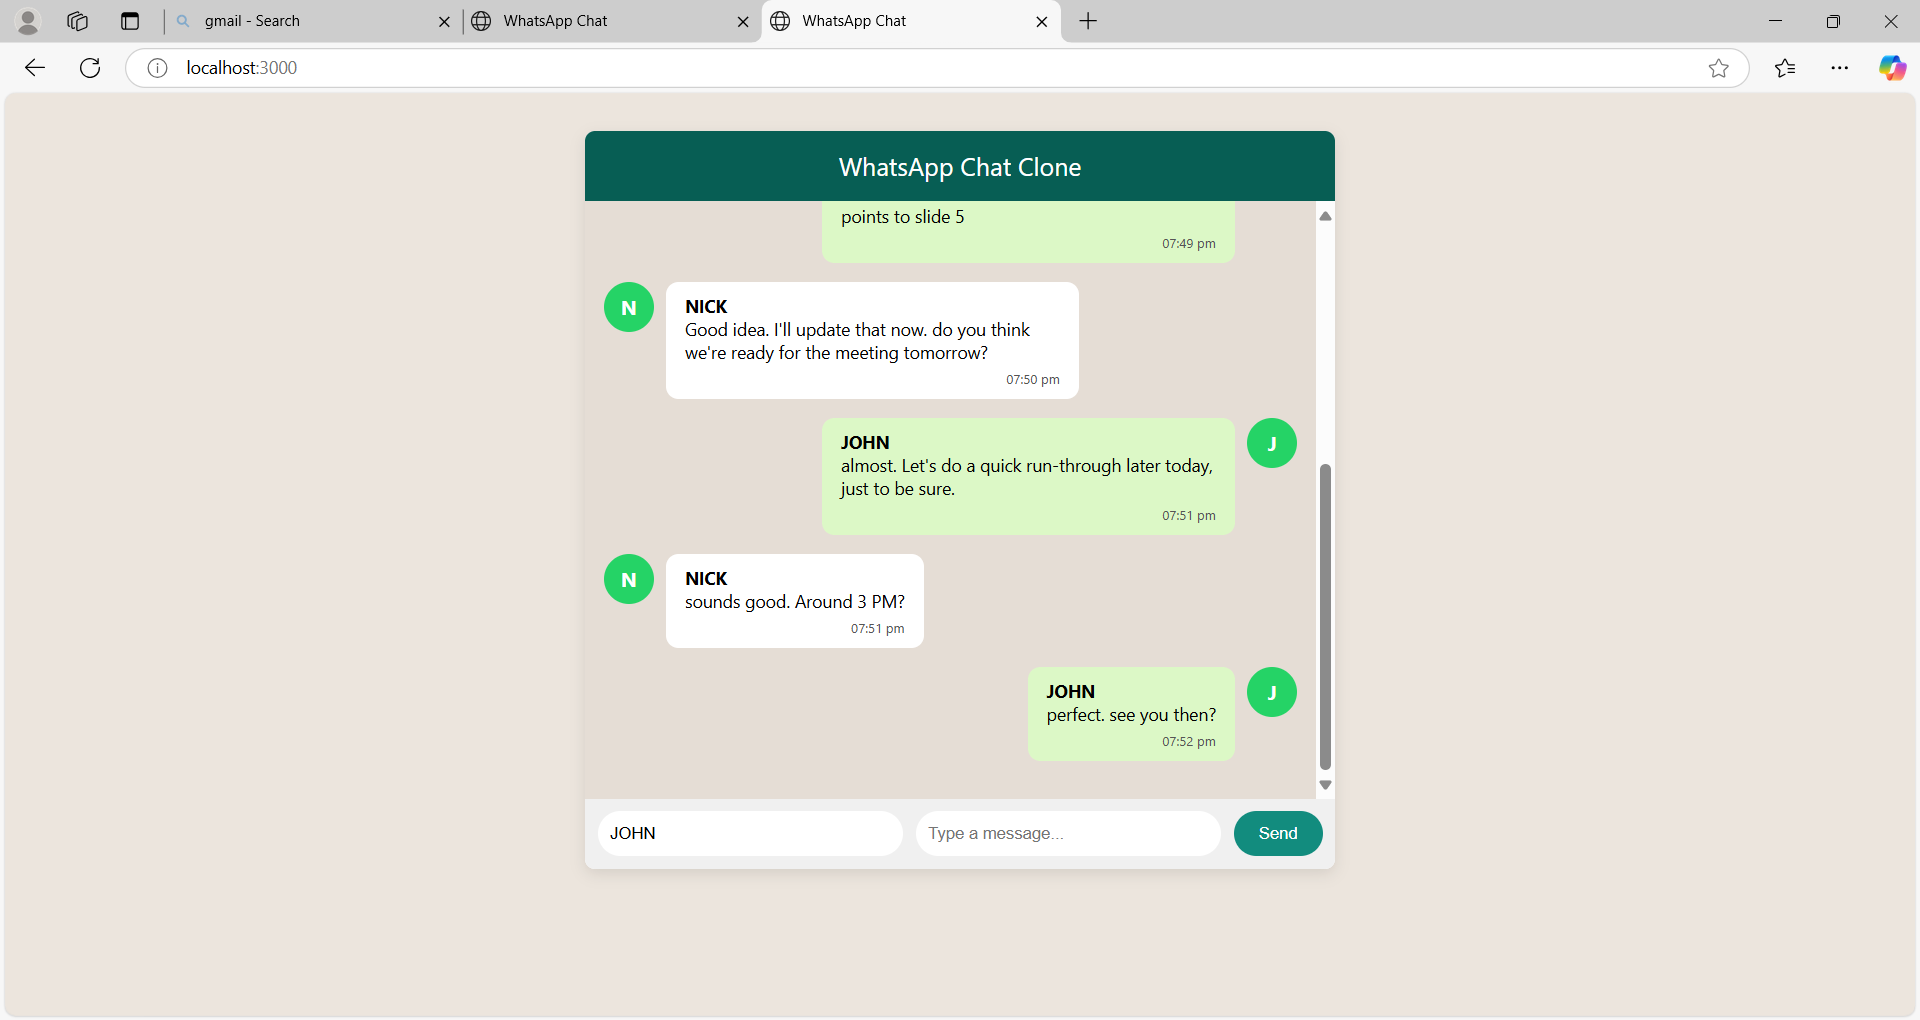 gmail - Search
WhatsApp Chat
WhatsApp Chat
localhost:3000
WhatsApp Chat Clone
points to slide 5
07:49 pm
N
NICK
Good idea. I'll update that now. do you think
we're ready for the meeting tomorrow?
07:50 pm
JOHN
J
almost. Let's do a quick run-through later today,
just to be sure.
07:51 pm
N
NICK
sounds good. Around 3 PM?
07:51 pm
JOHN
J
perfect. see you then?
07:52 pm
JOHN
Type a message...
Send